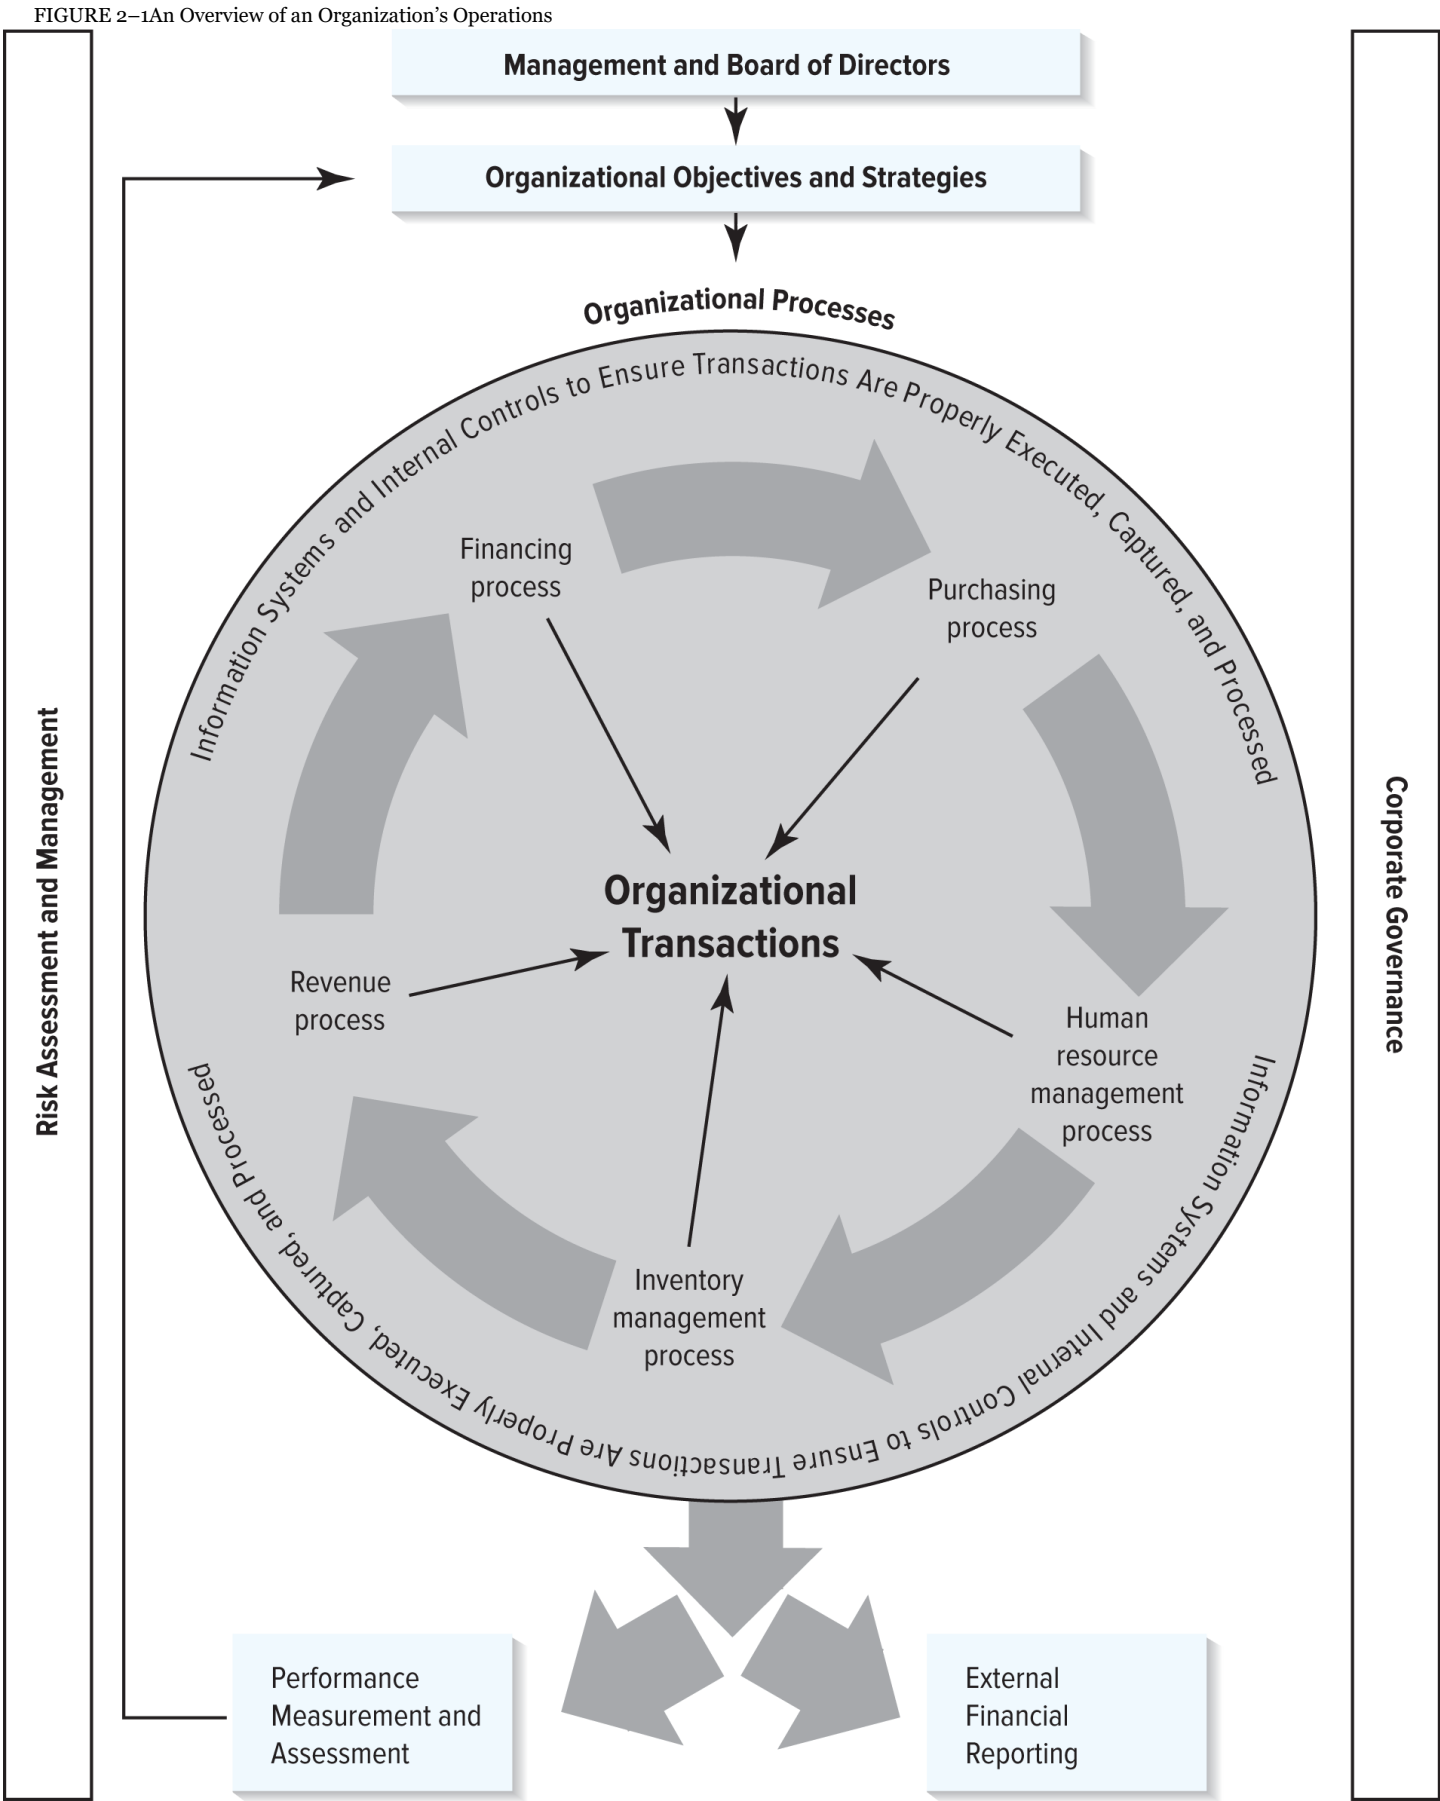 FIGURE 2–1An Overview of an Organization’s Operations
Management and Board of Directors
Organizational Objectives and Strategies
Organizational Processes
Information Systems and Internal Controls to Ensure Transactions Are Properly Executed, Captured, and Processed
Financing
process
Purchasing
process
Organizational
Transactions
Revenue
process
Human
resource
management
process
Inventory
management
process
Information Systems and Internal Controls to Ensure Transactions Are Properly Executed, Captured, and Processed
Risk Assessment and Management
Corporate Governance
Performance
Measurement and
Assessment
External
Financial
Reporting